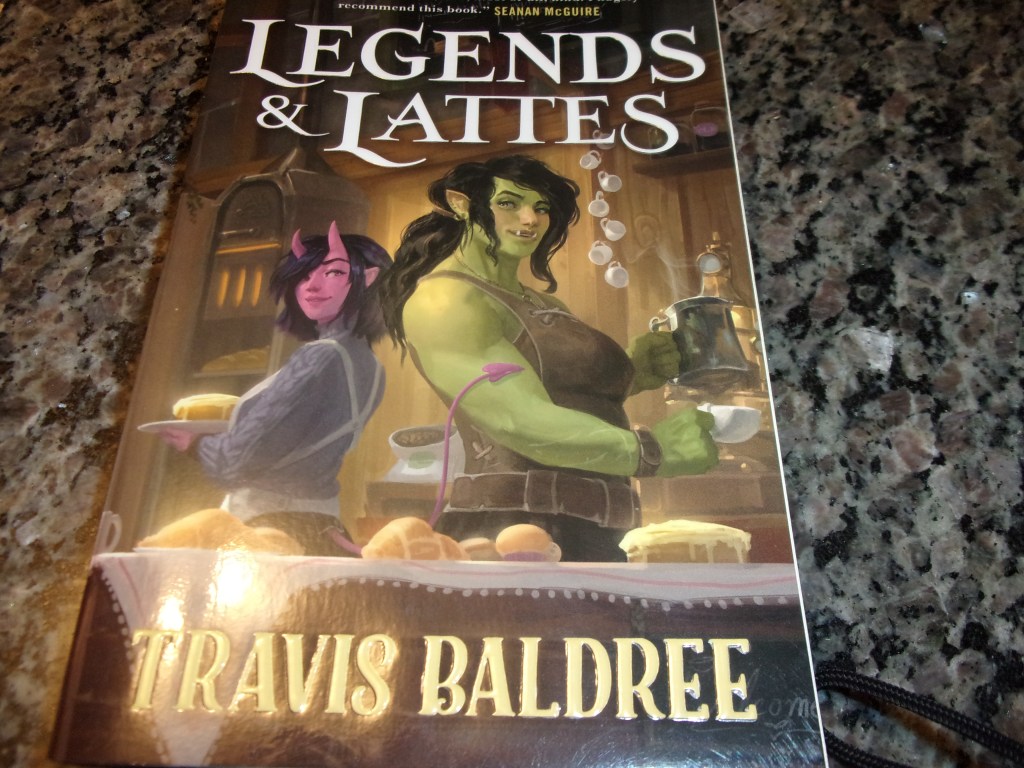 recommend this book." SEANAN McGUIRE
LEGENDS
& LATTES
TRAVIS BALDREE